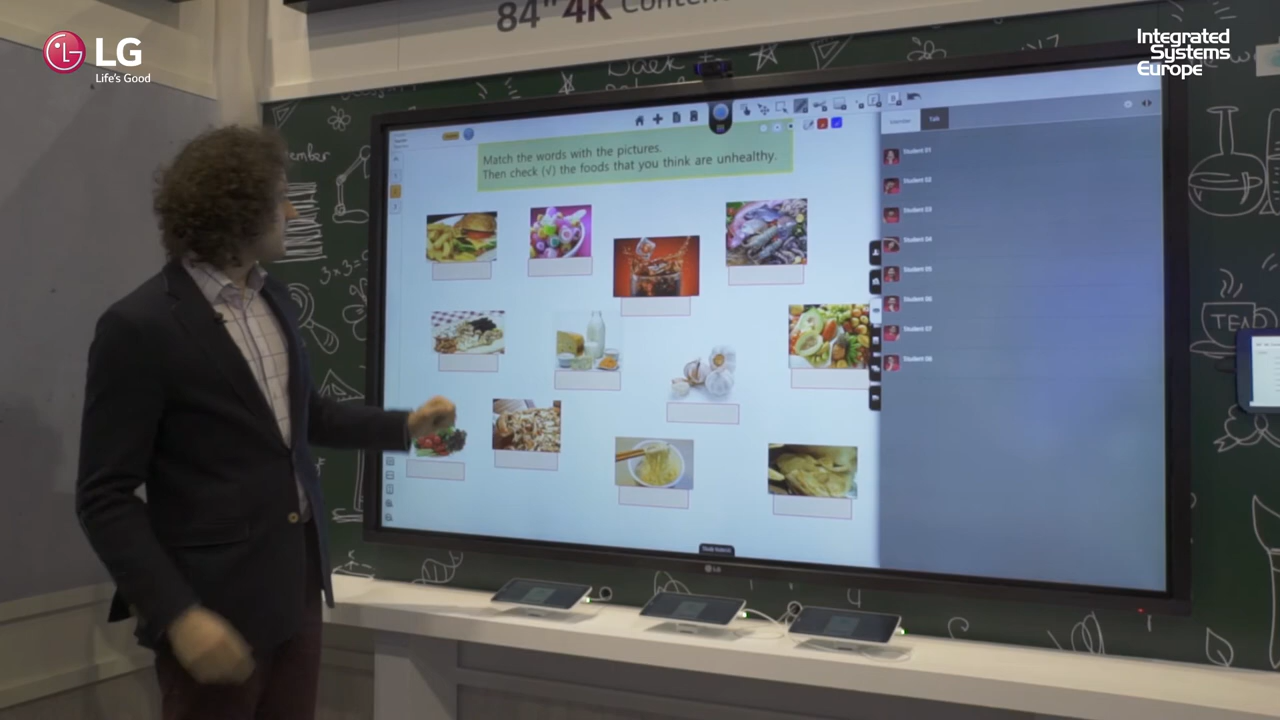 84" 4K
LG
Life's Good
Integrated
Systems
Europe
Match the words with the pictures.
Then check (√) the foods that you think are unhealthy.
Talk
Student 01
Student 02
Student 03
Student 04
Student 05
Student 06
Student 07
Student 08
LG